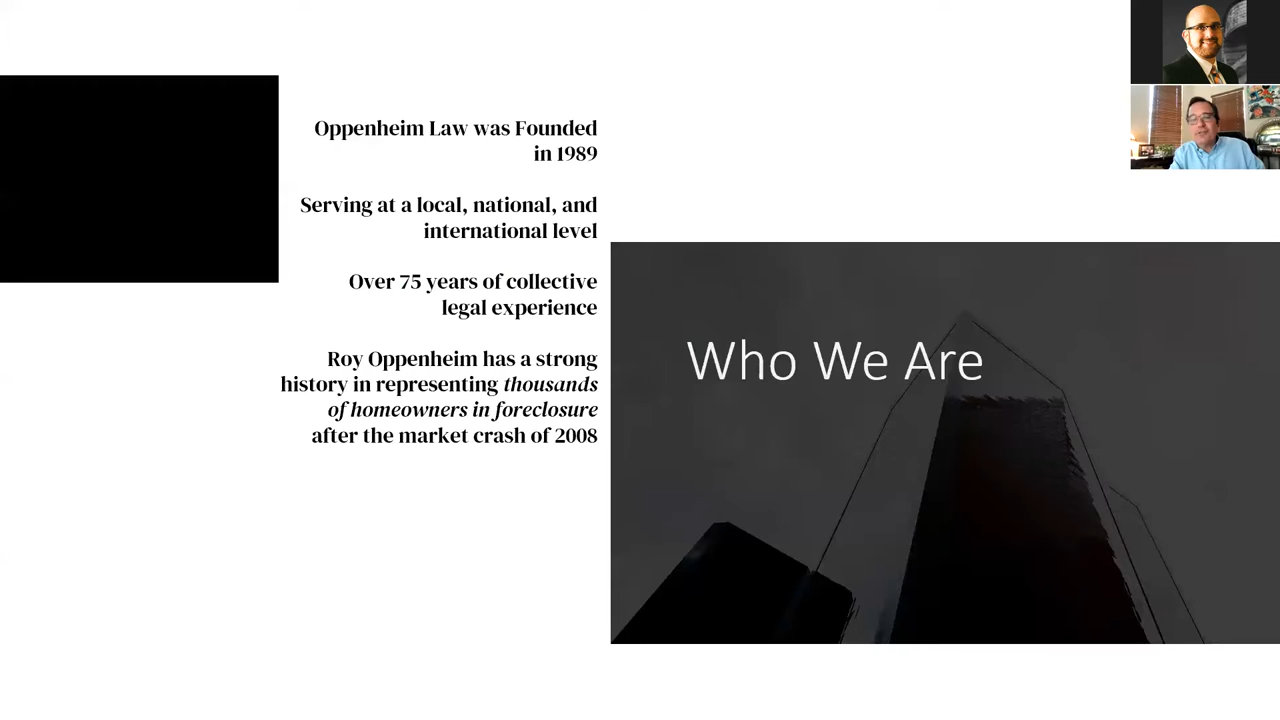 Oppenheim Law was Founded
in 1989
Serving at a local, national, and
international level
Over 75 years of collective
legal experience
Roy Oppenheim has a strong
history in representing thousands
of homeowners in foreclosure
after the market crash of 2008
Who We Are